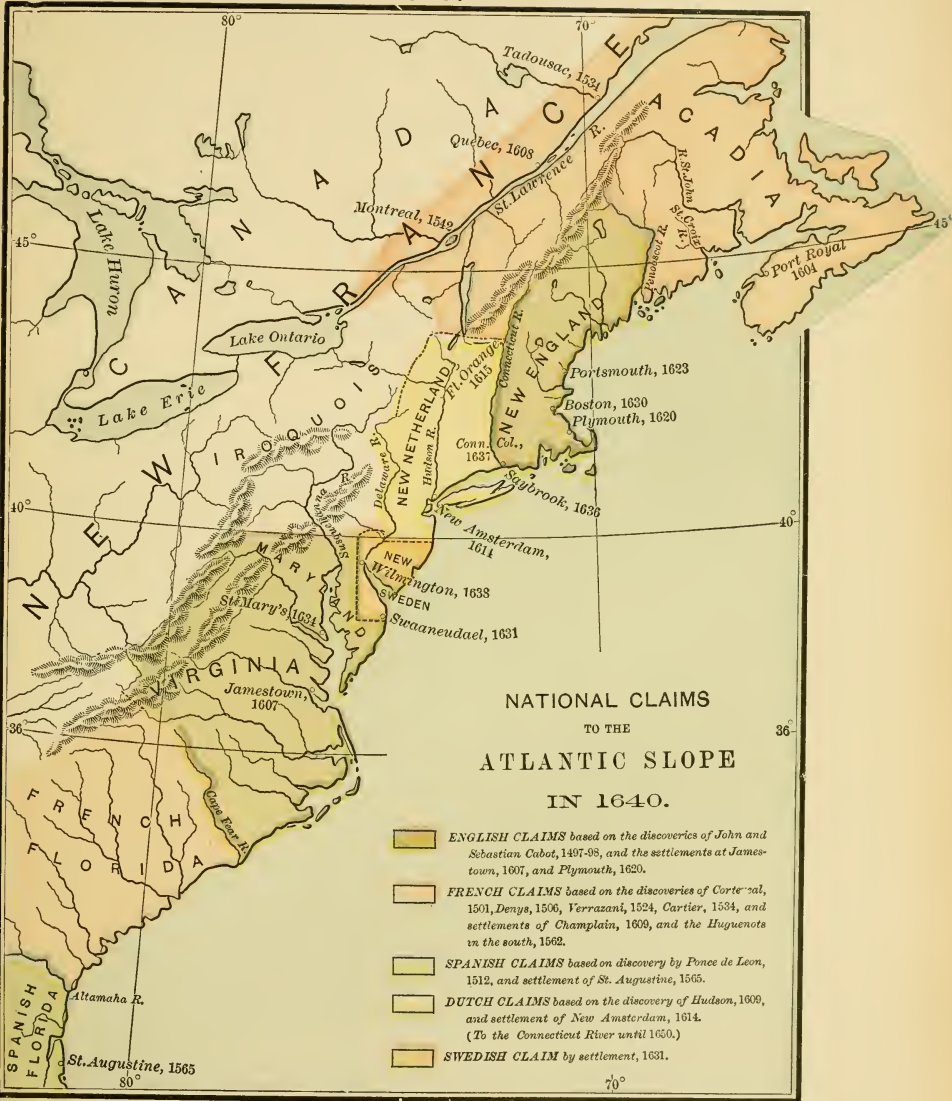 80°
70°
Tadousac, 1534
Quebec, 1608
St. Lawrence R.
Montreal, 1542
CANADA
NEW FRANCE
ACADIA
R. St. John
St. Croix R.
Penobscot R.
Port Royal
1604
45°
45°
Lake Huron
Lake Ontario
Lake Erie
IROQUOIS
Ft. Orange,
1615
Connecticut R.
NEW ENGLAND
Portsmouth, 1623
Boston, 1630
Plymouth, 1620
NEW NETHERLAND
Hudson R.
Delaware R.
Conn. Col.,
1637
Saybrook, 1636
New Amsterdam,
1614
40°
40°
Susquehanna R.
MARYLAND
NEW
SWEDEN
Wilmington, 1638
Swaanendael, 1631
St. Mary's, 1634
VIRGINIA
Jamestown,
1607
36°
36°
Cape Fear R.
FRENCH
FLORIDA
Altamaha R.
SPANISH
FLORIDA
St. Augustine, 1565
80°
70°
NATIONAL CLAIMS
TO THE
ATLANTIC SLOPE
IN 1640.
ENGLISH CLAIMS based on the discoveries of John and
Sebastian Cabot, 1497-98, and the settlements at James-
town, 1607, and Plymouth, 1620.
FRENCH CLAIMS based on the discoveries of
1501, Denys, 1506, Verrazani, 1524, Cartier, 1534, and
settlements of Champlain, 1609, and the Huguenots
in the south, 1562.
SPANISH CLAIMS based on discovery by Ponce de Leon,
1512, and settlement of St. Augustine, 1565.
DUTCH CLAIMS based on the discovery of Hudson, 1609,
and settlement of New Amsterdam, 1614.
(To the Connecticut River until 1650.)
SWEDISH CLAIM by settlement, 1631.